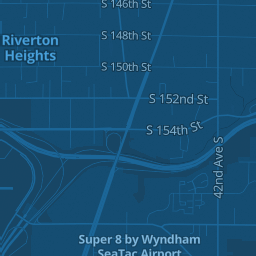 S 146th St
Riverton
Heights
S 148th St
S 150th St
S 152nd St
S 154th St
42nd Ave S
Super 8 by Wyndham
SeaTac Airport